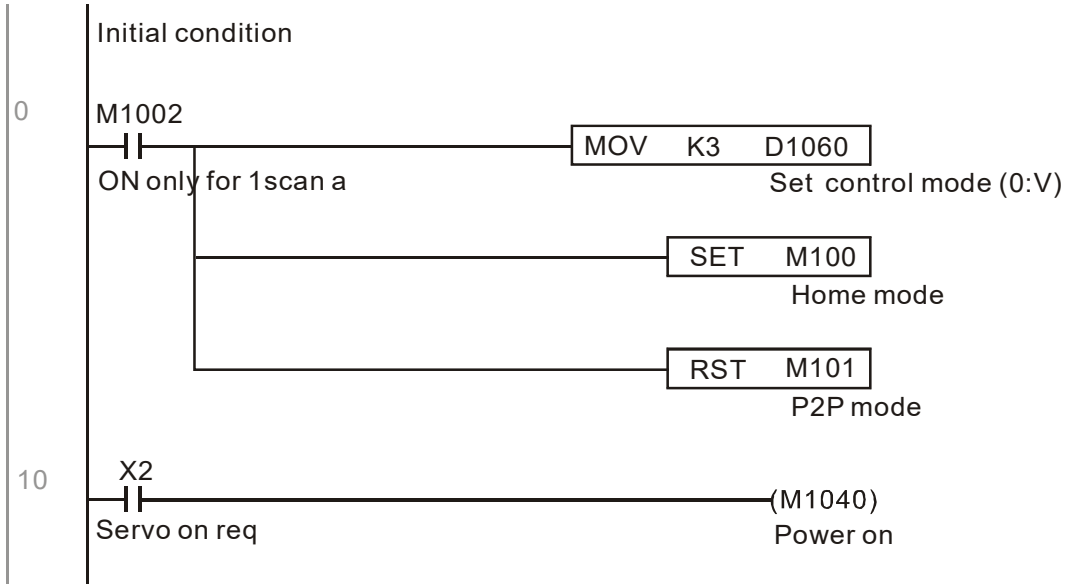 Initial condition
0
M1002
MOV K3 D1060
ON only for 1scan a
Set control mode (0:V)
SET M100
Home mode
RST M101
P2P mode
10
X2
(M1040)
Servo on req
Power on